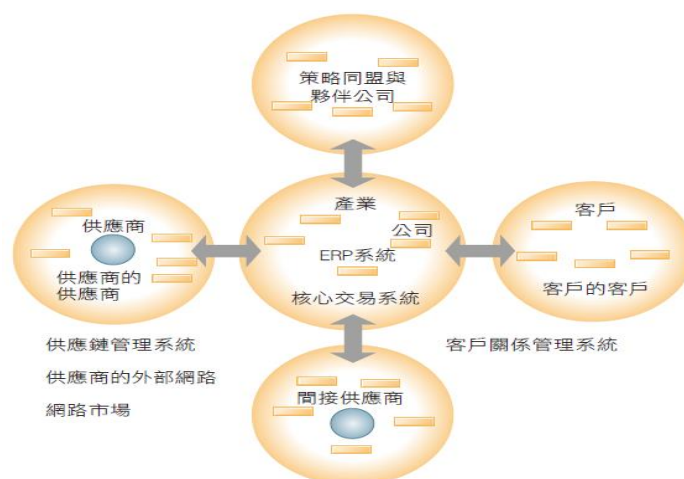 策略同盟與
夥伴公司
產業
公司
ERP系統
核心交易系統
供應商
供應商的
供應商
客戶
客戶的客戶
供應鏈管理系統
供應商的外部網路
網路市場
客戶關係管理系統
間接供應商